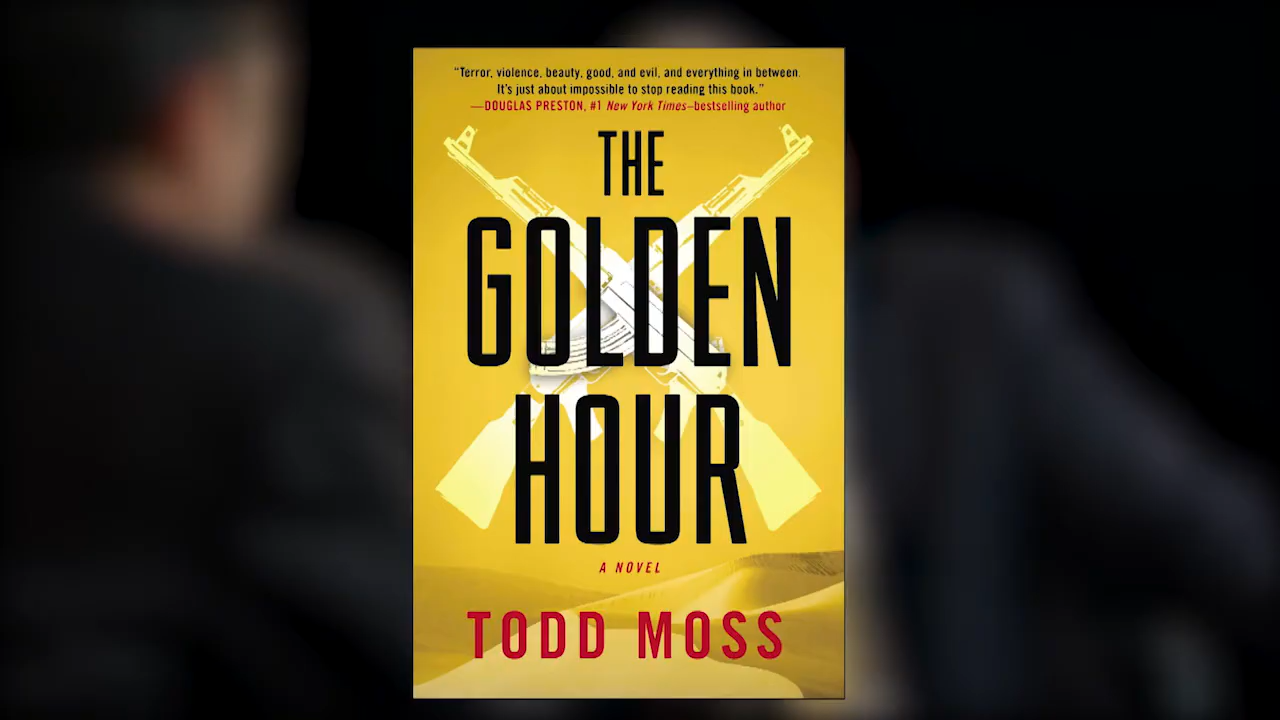 “Terror, violence, beauty, good, and evil, and everything in between.
It’s just about impossible to stop reading this book.”
—DOUGLAS PRESTON, #1 New York Times–bestselling author
THE
GOLDEN
HOUR
A NOVEL
TODD MOSS